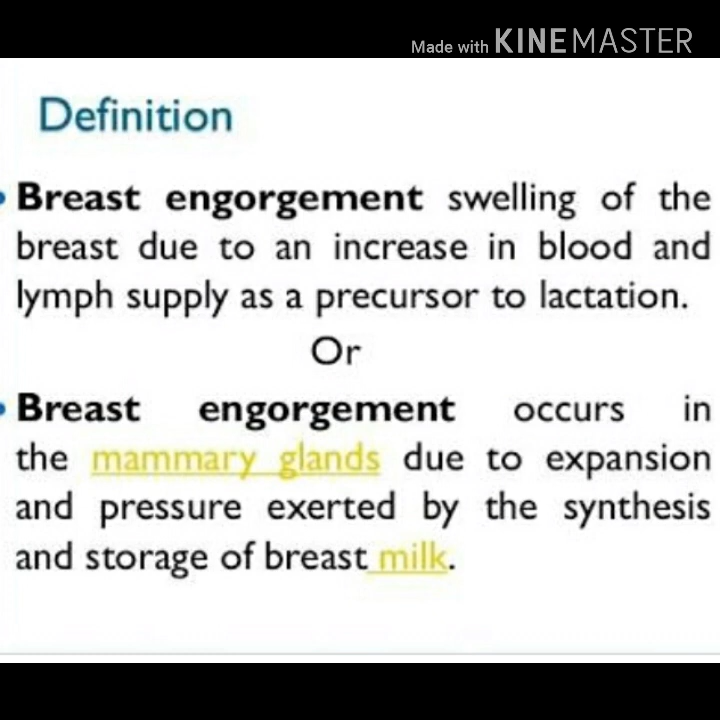 Made with KINEMASTER
Definition
• Breast engorgement swelling of the
breast due to an increase in blood and
lymph supply as a precursor to lactation.
Or
• Breast engorgement occurs in
the mammary glands due to expansion
and pressure exerted by the synthesis
and storage of breast milk.